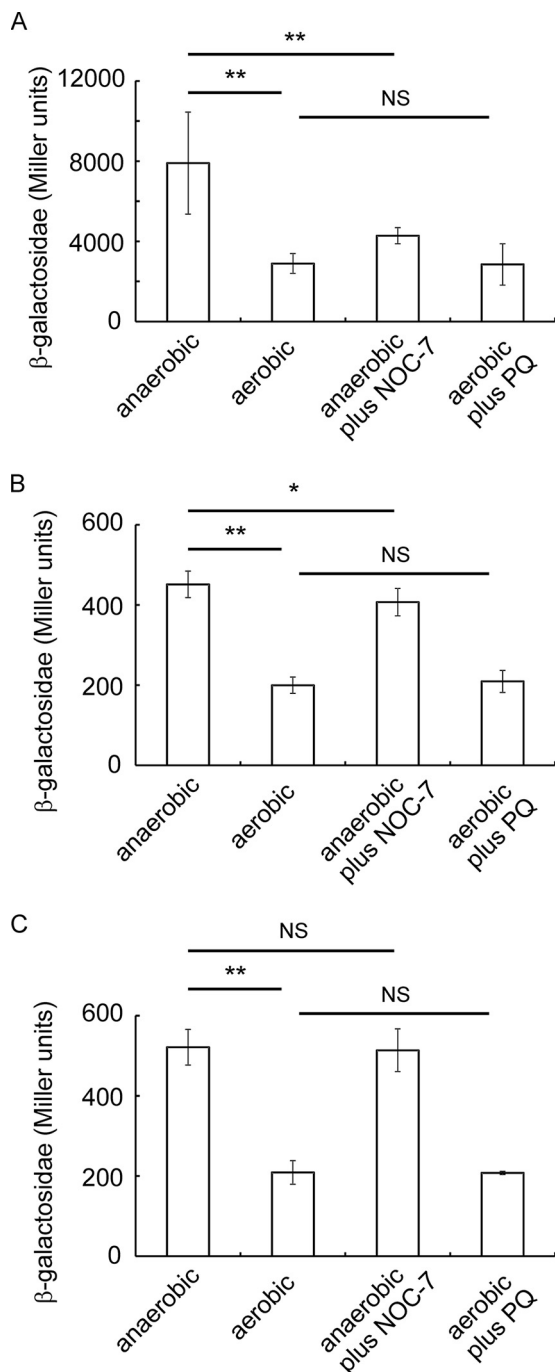 A
**
**
NS
12000
8000
4000
0
β-galactosidae (Miller units)
anaerobic
aerobic
anaerobic
plus NOC-7
aerobic
plus PQ
B
*
**
NS
600
400
200
0
β-galactosidae (Miller units)
anaerobic
aerobic
anaerobic
plus NOC-7
aerobic
plus PQ
C
NS
**
NS
600
400
200
0
β-galactosidae (Miller units)
anaerobic
aerobic
anaerobic
plus NOC-7
aerobic
plus PQ